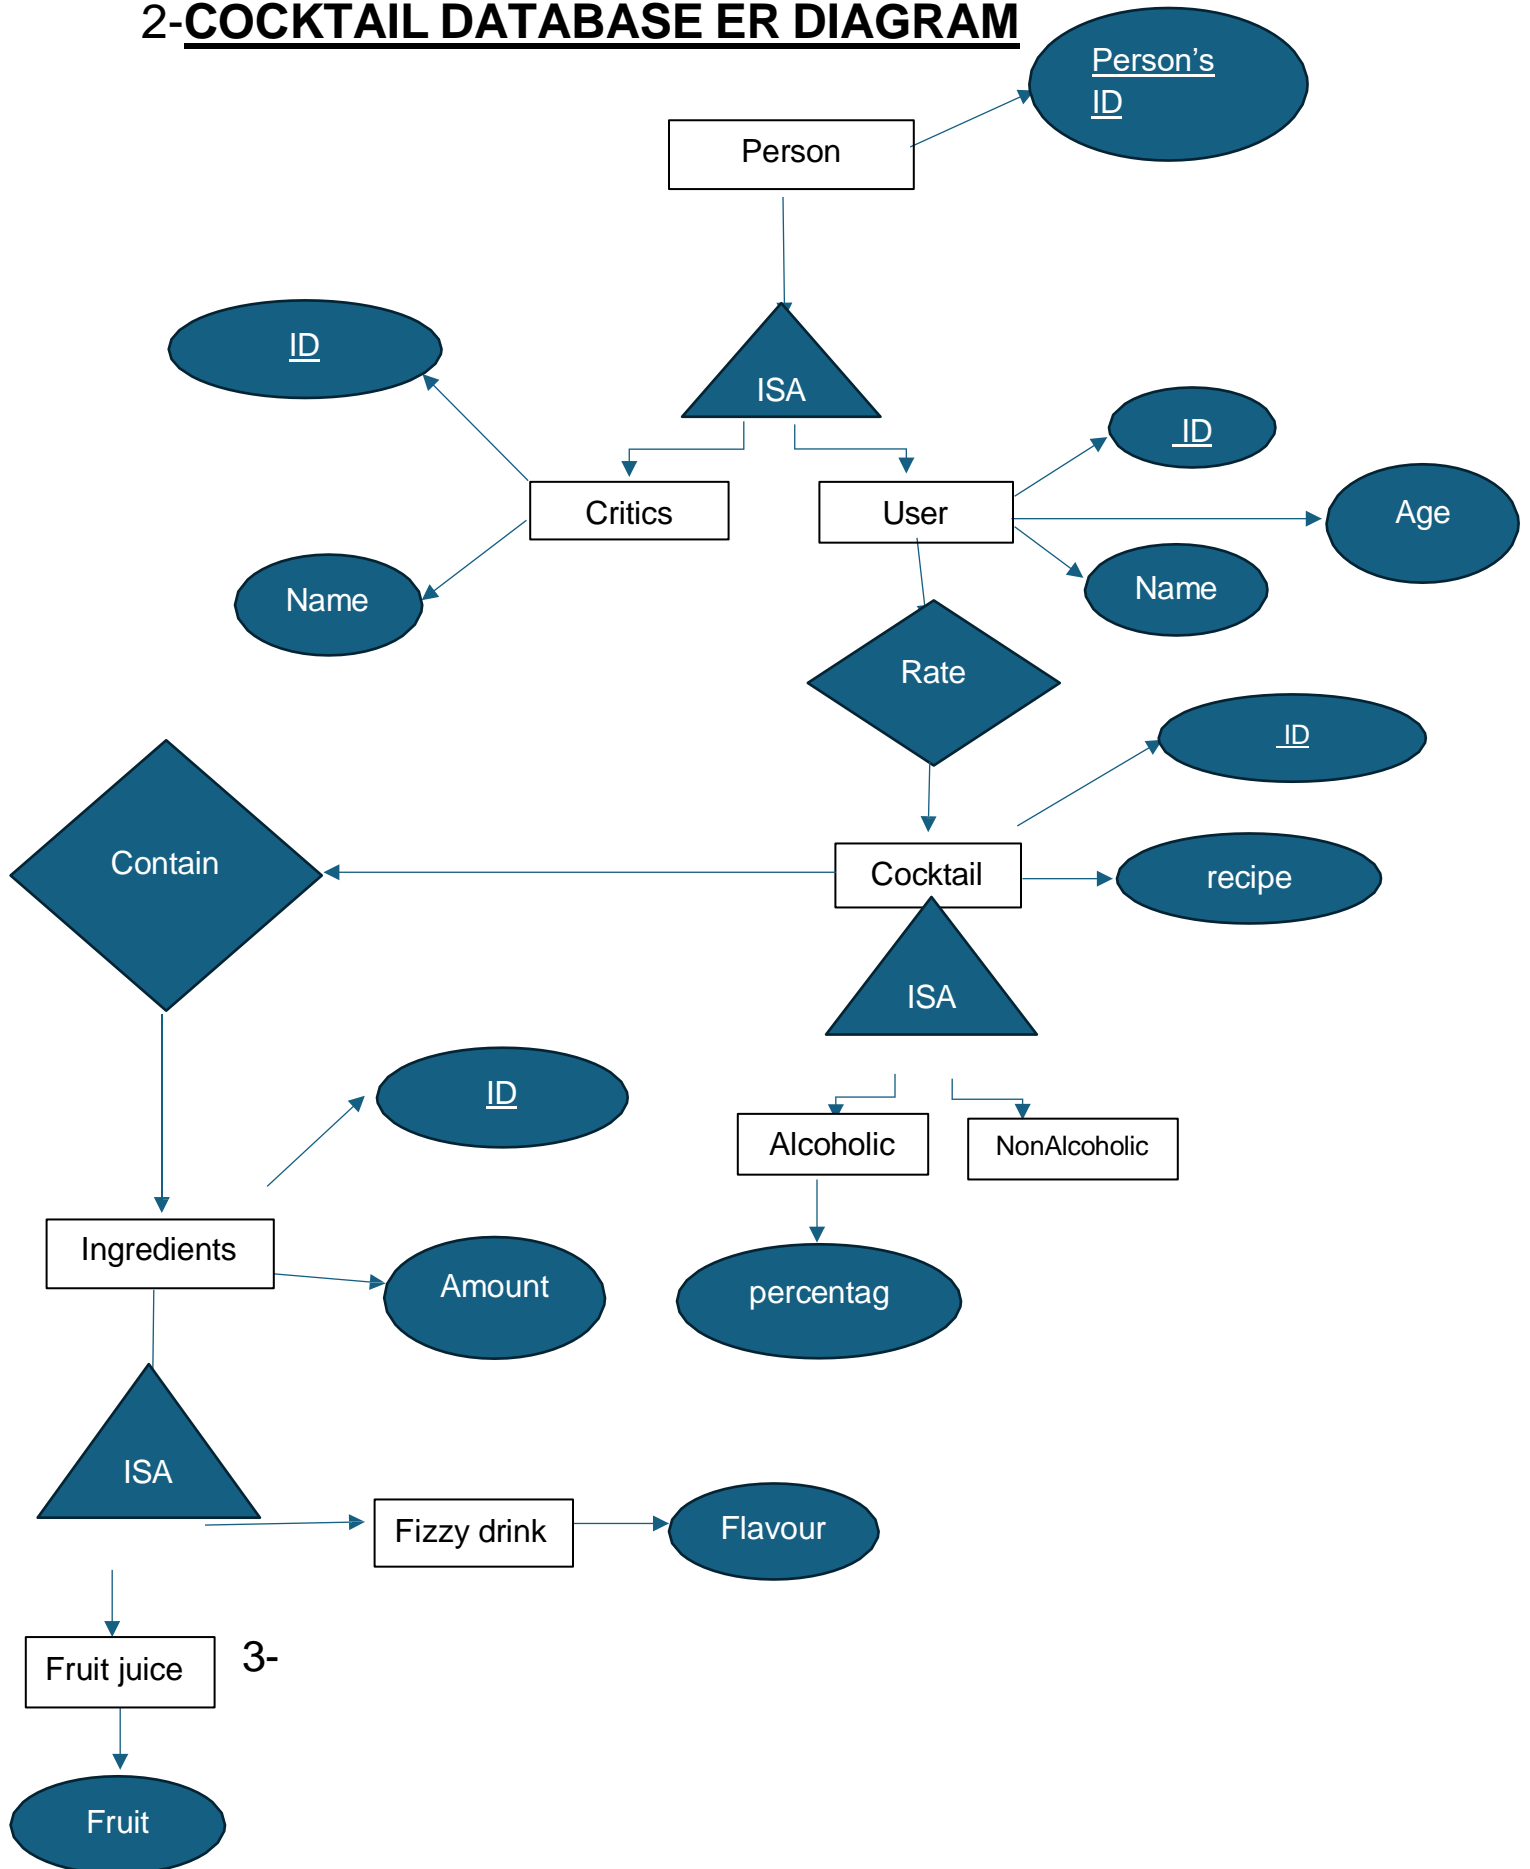 2-COCKTAIL DATABASE ER DIAGRAM
Person's
ID
Person
ID
ISA
ID
Critics
User
Age
Name
Name
Rate
ID
Contain
Cocktail
recipe
ISA
ID
Alcoholic
NonAlcoholic
Ingredients
Amount
percentag
ISA
Fizzy drink
Flavour
Fruit juice
3-
Fruit